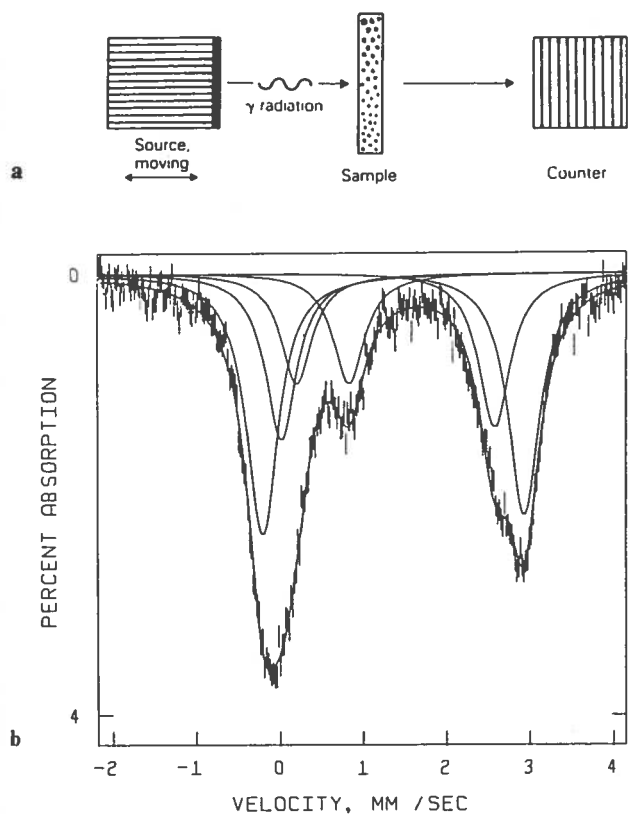 γ radiation
Source,
moving
Sample
Counter
a
0
PERCENT ABSORPTION
4
b
-2 -1 0 1 2 3 4
VELOCITY, MM /SEC